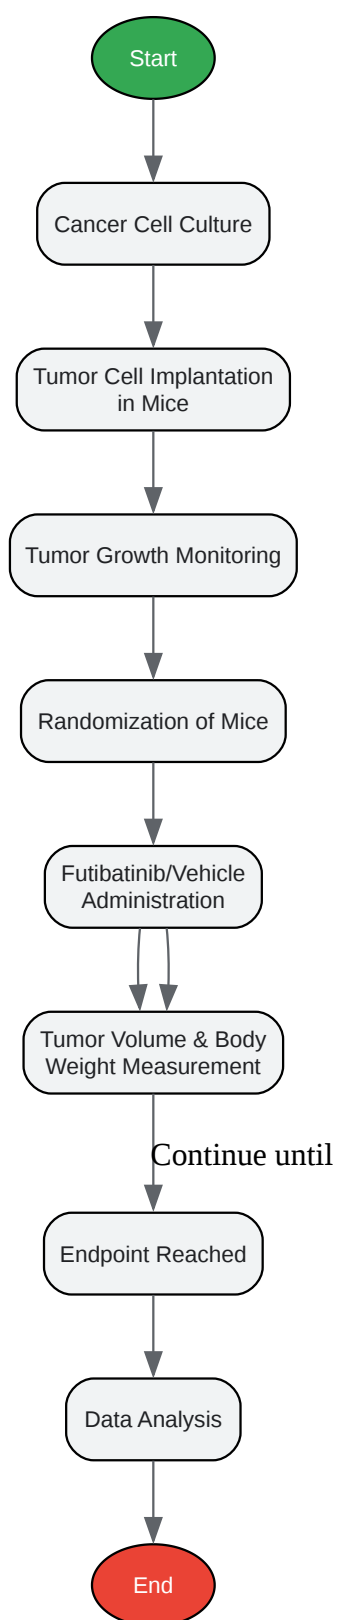 Start
Cancer Cell Culture
Tumor Cell Implantation
in Mice
Tumor Growth Monitoring
Randomization of Mice
Futibatinib/Vehicle
Administration
Tumor Volume & Body
Weight Measurement
Continue until
Endpoint Reached
Data Analysis
End